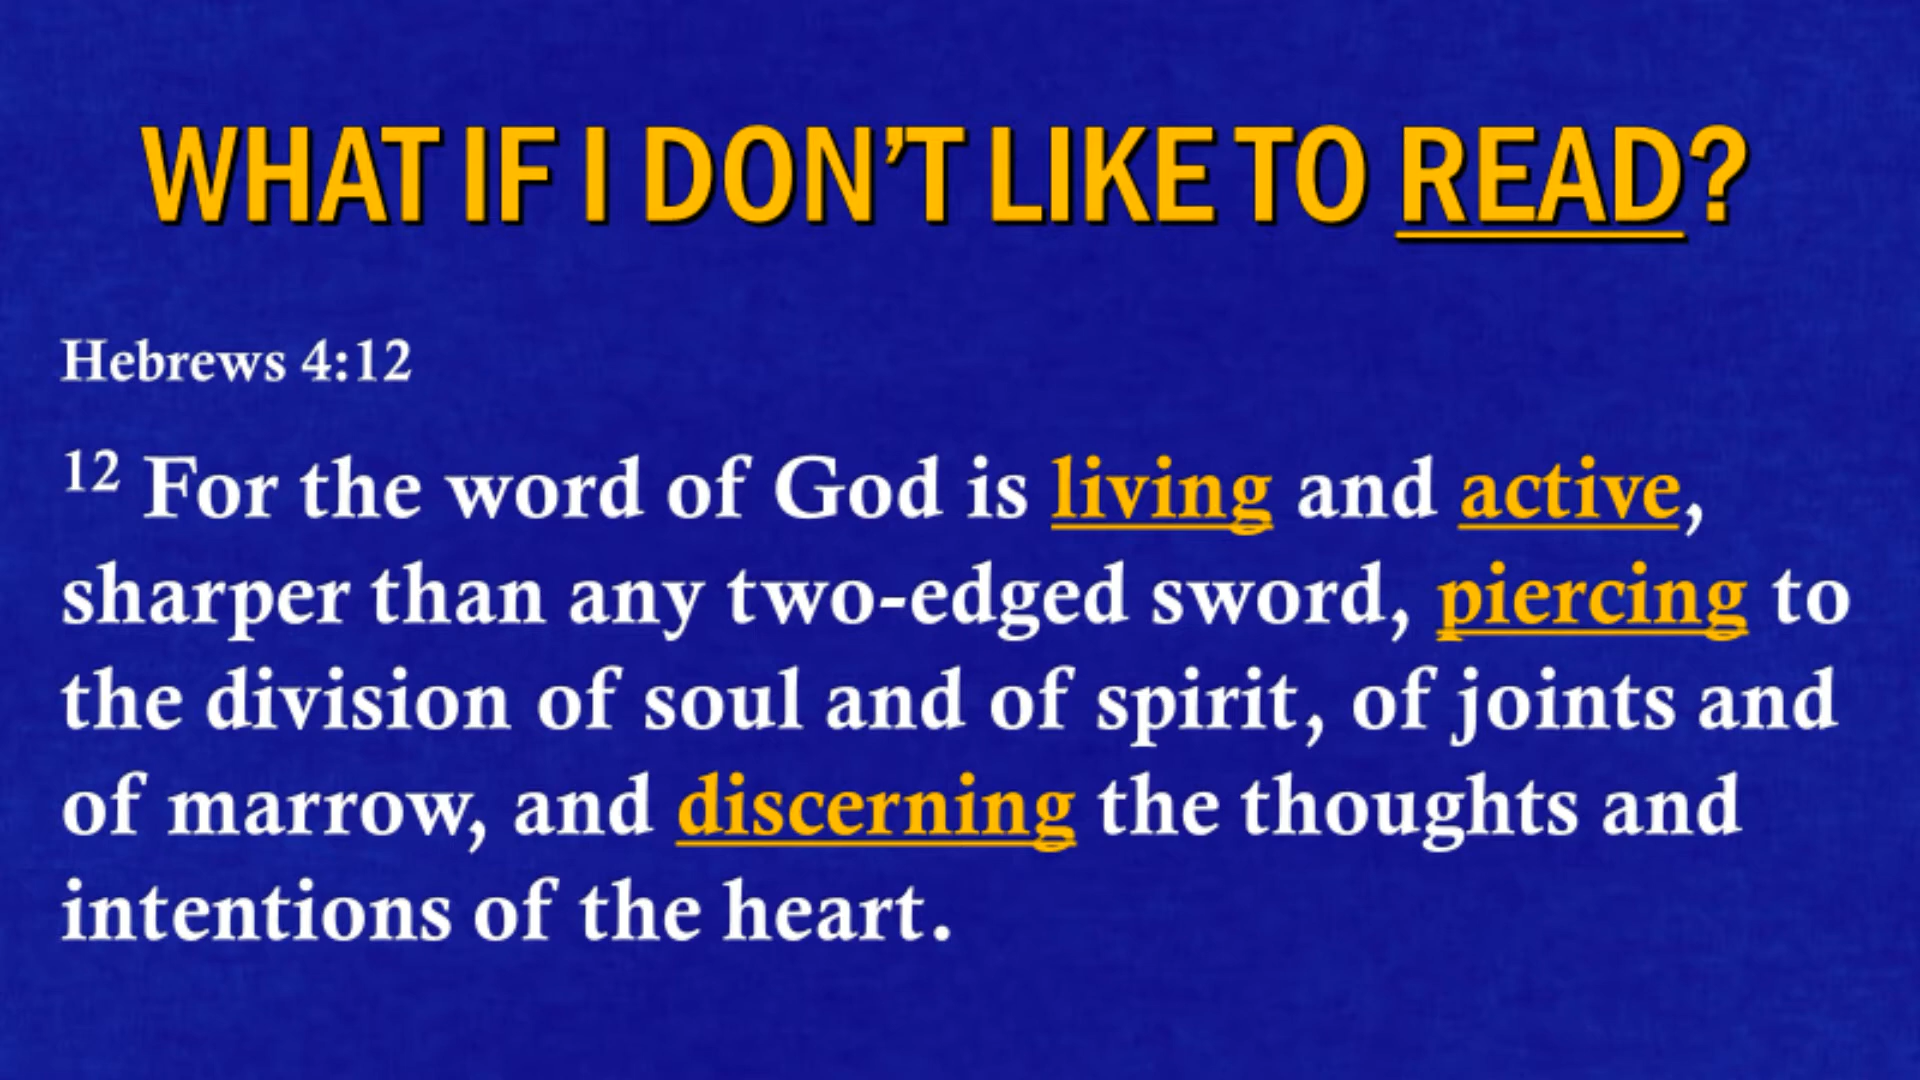 WHAT IF I DON’T LIKE TO READ?
Hebrews 4:12
12 For the word of God is living and active,
sharper than any two-edged sword, piercing to
the division of soul and of spirit, of joints and
of marrow, and discerning the thoughts and
intentions of the heart.